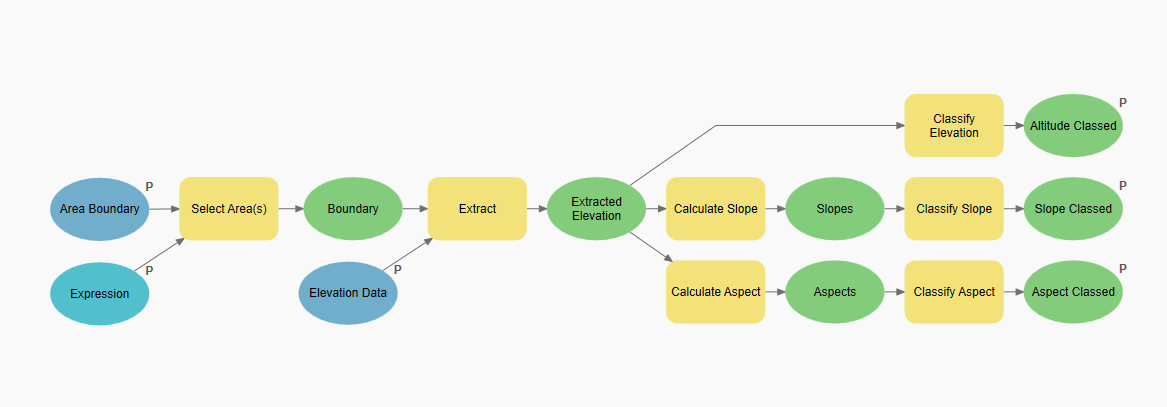 P
Area Boundary
Select Area(s)
Boundary
P
Expression
Extract
P
Elevation Data
Extracted
Elevation
Classify
Elevation
P
Altitude Classed
Calculate Slope
Slopes
Classify Slope
P
Slope Classed
Calculate Aspect
Aspects
Classify Aspect
P
Aspect Classed